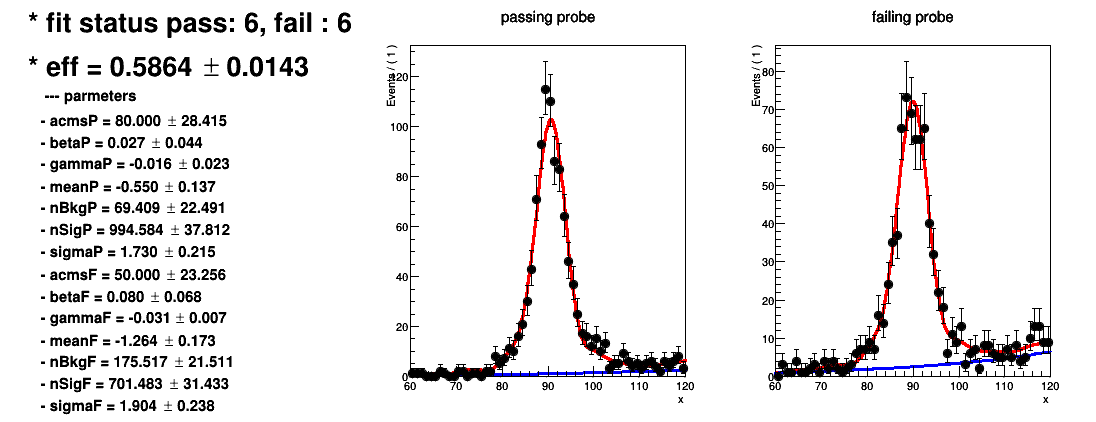 * fit status pass: 6, fail : 6
* eff = 0.5864 ± 0.0143
--- parmeters
- acmsP = 80.000 ± 28.415
- betaP = 0.027 ± 0.044
- gammaP = -0.016 ± 0.023
- meanP = -0.550 ± 0.137
- nBkgP = 69.409 ± 22.491
- nSigP = 994.584 ± 37.812
- sigmaP = 1.730 ± 0.215
- acmsF = 50.000 ± 23.256
- betaF = 0.080 ± 0.068
- gammaF = -0.031 ± 0.007
- meanF = -1.264 ± 0.173
- nBkgF = 175.517 ± 21.511
- nSigF = 701.483 ± 31.433
- sigmaF = 1.904 ± 0.238
passing probe
Events / ( 1 )
120
100
80
60
40
20
0
60 70 80 90 100 110 120
x
failing probe
Events / ( 1 )
80
70
60
50
40
30
20
10
0
60 70 80 90 100 110 120
x